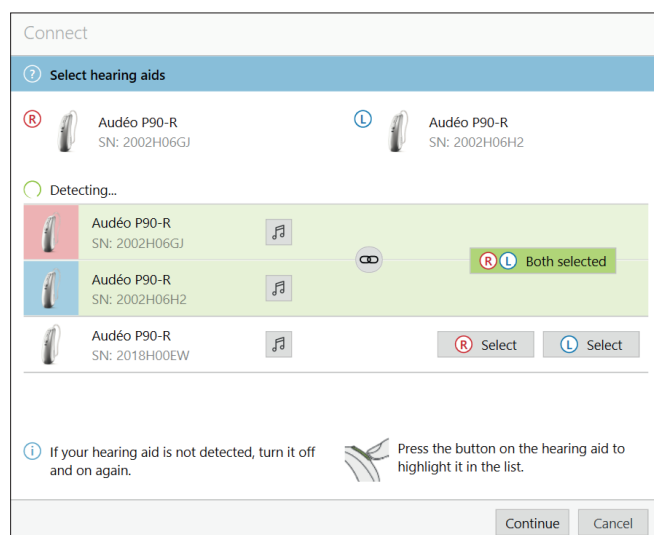 Connect
? Select hearing aids
R Audéo P90-R
SN: 2002H06GJ
L Audéo P90-R
SN: 2002H06H2
Detecting...
Audéo P90-R
SN: 2002H06GJ
Audéo P90-R
SN: 2002H06H2
R L Both selected
Audéo P90-R
SN: 2018H00EW
R Select L Select
i If your hearing aid is not detected, turn it off
and on again.
Press the button on the hearing aid to
highlight it in the list.
Continue Cancel